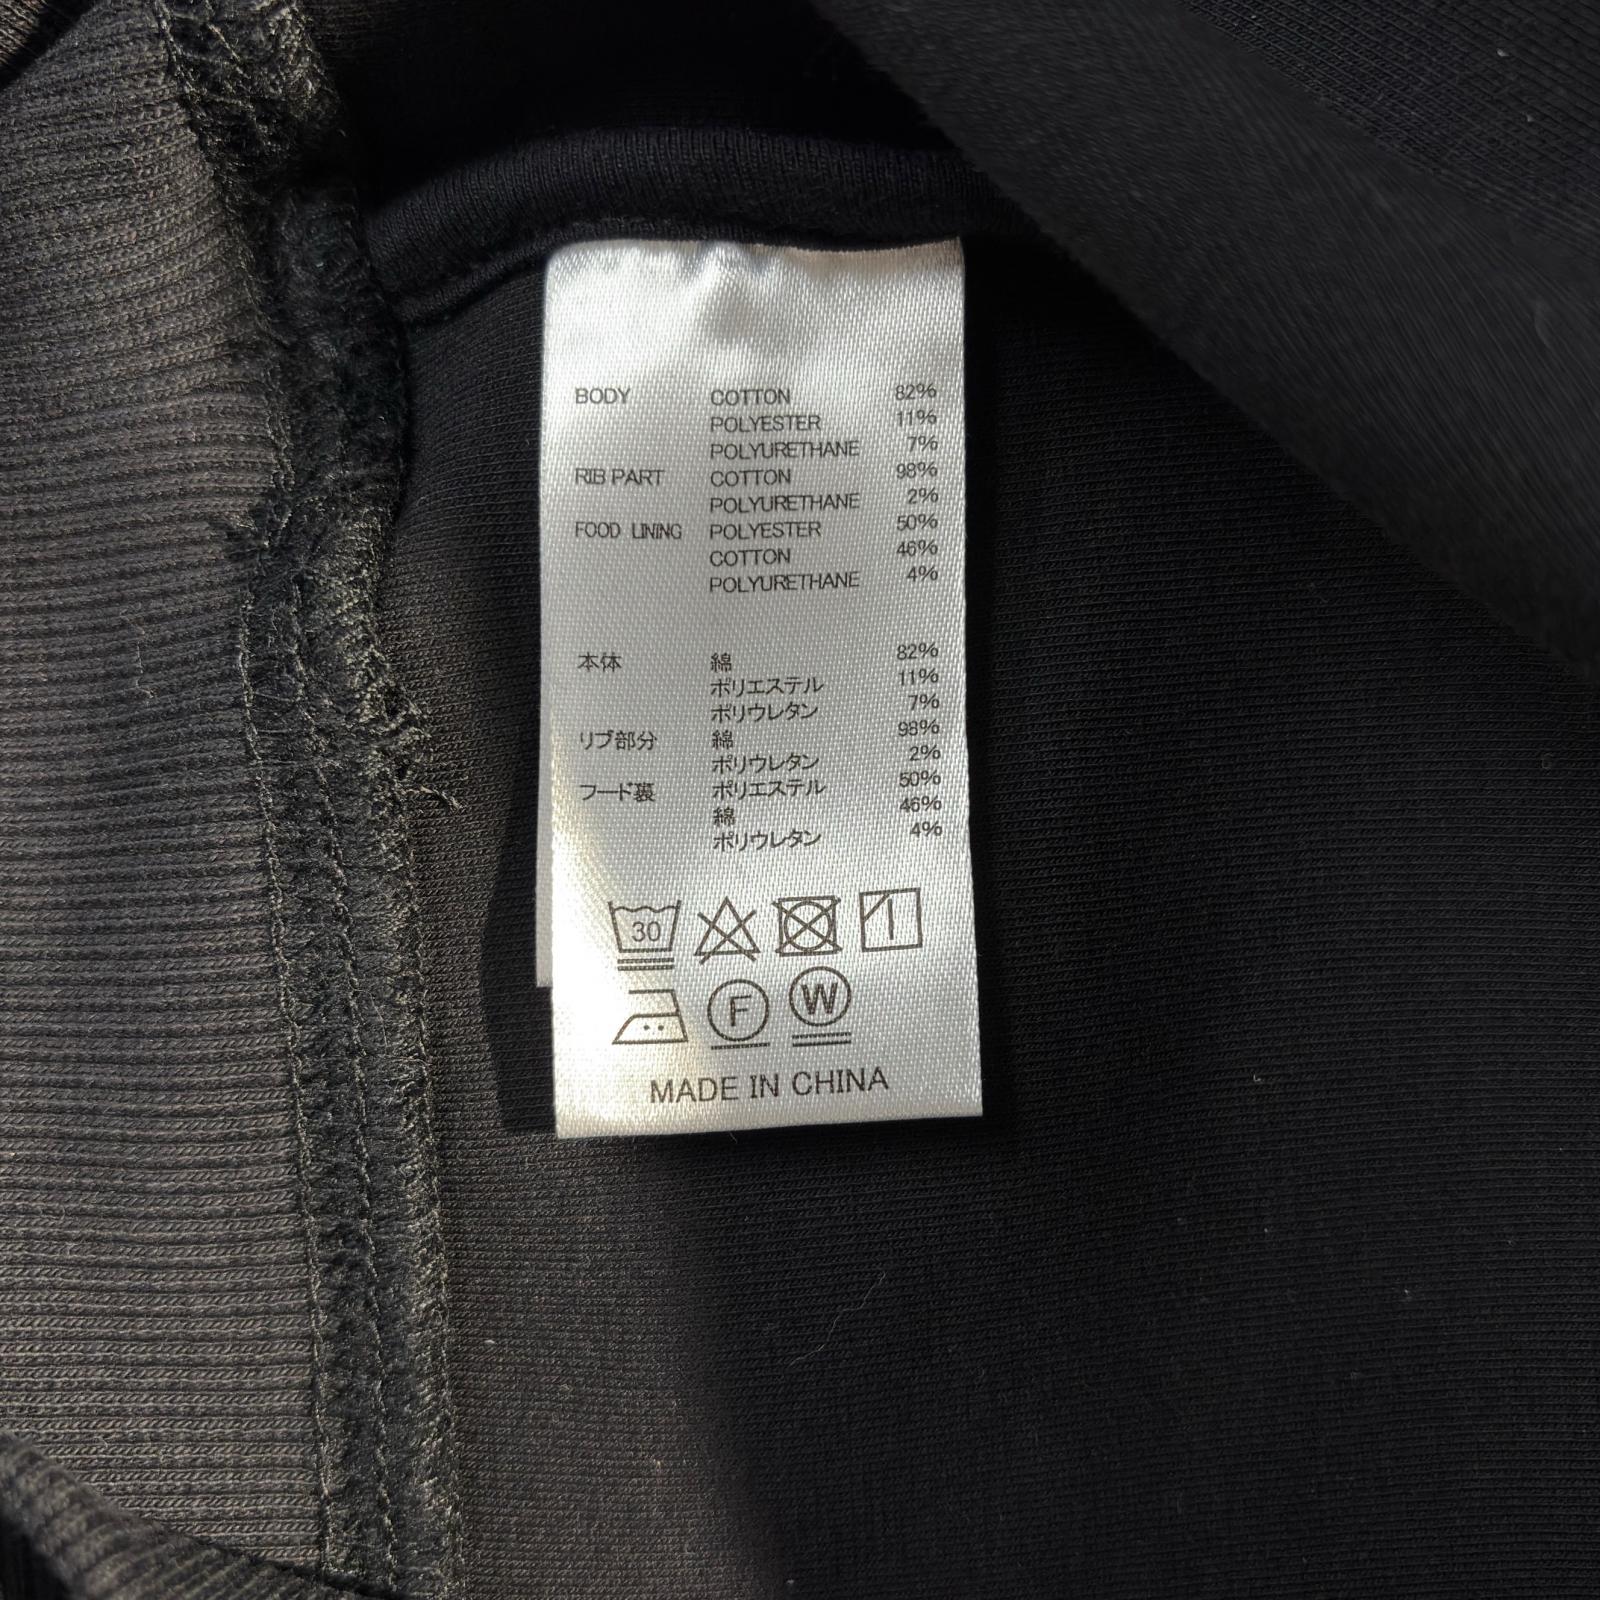 BODY COTTON 82%
POLYESTER 11%
POLYURETHANE 7%
RIB PART COTTON 98%
POLYURETHANE 2%
FOOD LINING POLYESTER 50%
COTTON 46%
POLYURETHANE 4%
本体 綿 82%
ポリエステル 11%
ポリウレタン 7%
リブ部分 綿 98%
ポリウレタン 2%
フード裏 ポリエステル 50%
綿 46%
ポリウレタン 4%
30
F W
MADE IN CHINA